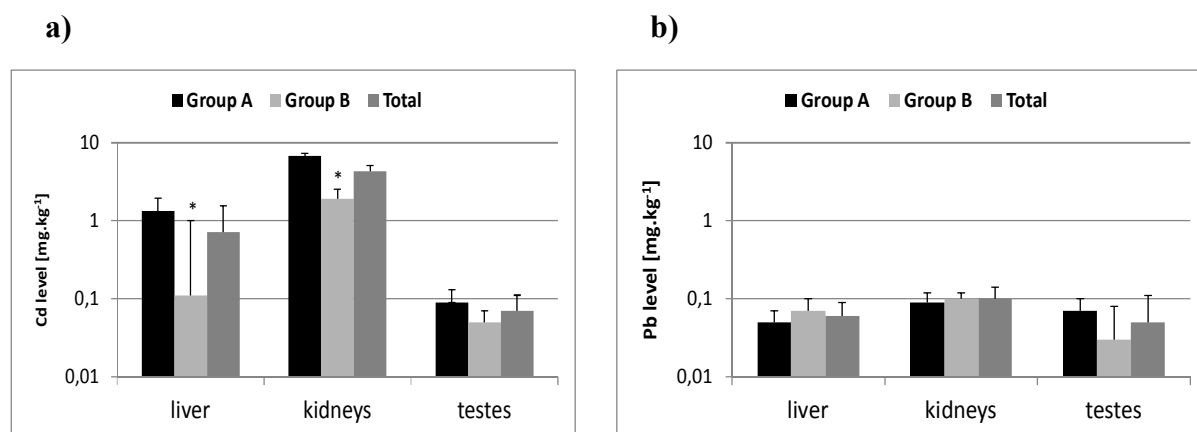 a)
Group A Group B Total
Cd level [mg.kg⁻¹]
10
1
0,1
0,01
*
*
liver kidneys testes
b)
Group A Group B Total
Pb level [mg.kg⁻¹]
10
1
0,1
0,01
liver kidneys testes